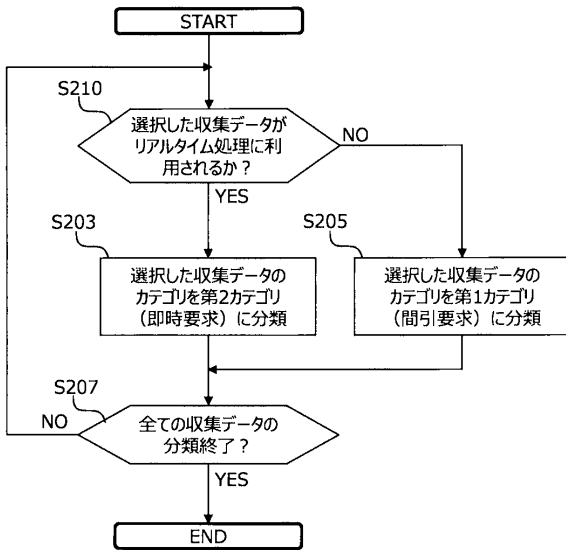 START
S210
選択した収集データが
リアルタイム処理に利
用されるか？
NO
YES
S203
選択した収集データの
カテゴリを第2カテゴリ
（即時要求）に分類
S205
選択した収集データの
カテゴリを第1カテゴリ
（間引要求）に分類
S207
全ての収集データの
分類終了？
NO
YES
END